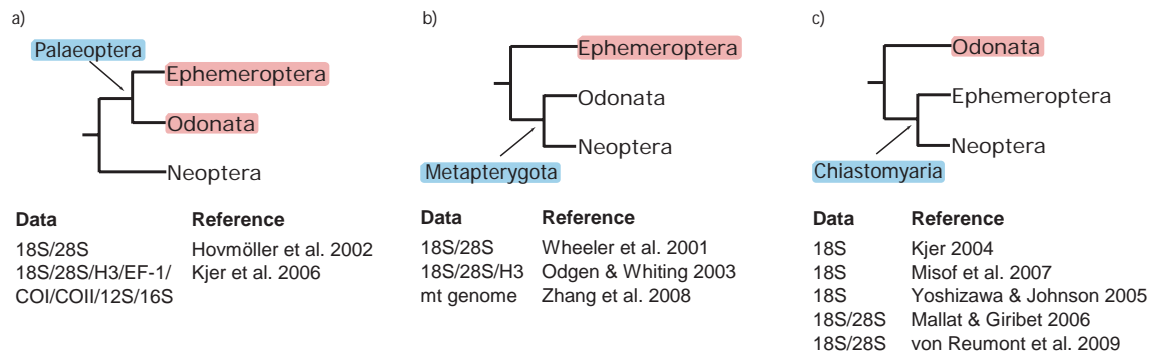 a)
Palaeoptera
Ephemeroptera
Odonata
Neoptera
Data Reference
18S/28S Hovmöller et al. 2002
18S/28S/H3/EF-1/ Kjer et al. 2006
COI/COII/12S/16S
b)
Ephemeroptera
Odonata
Neoptera
Metapterygota
Data Reference
18S/28S Wheeler et al. 2001
18S/28S/H3 Odgen & Whiting 2003
mt genome Zhang et al. 2008
c)
Odonata
Ephemeroptera
Neoptera
Chiastomyaria
Data Reference
18S Kjer 2004
18S Misof et al. 2007
18S Yoshizawa & Johnson 2005
18S/28S Mallat & Giribet 2006
18S/28S von Reumont et al. 2009